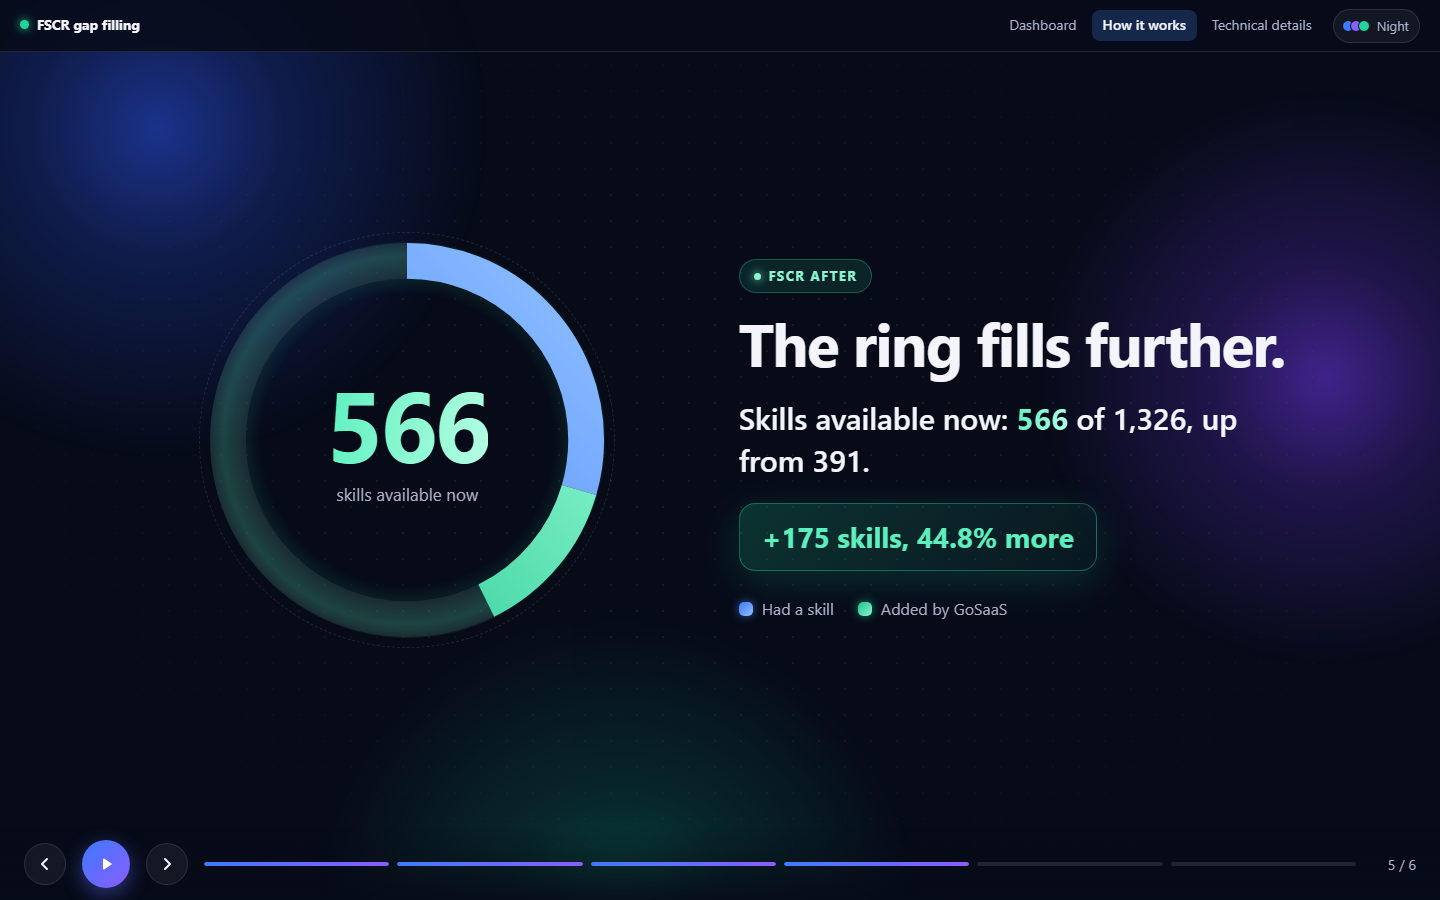 FSCR gap filling
Dashboard
How it works
Technical details
Night
566
skills available now
FSCR AFTER
The ring fills further.
Skills available now: 566 of 1,326, up
from 391.
+175 skills, 44.8% more
Had a skill
Added by GoSaaS
5 / 6